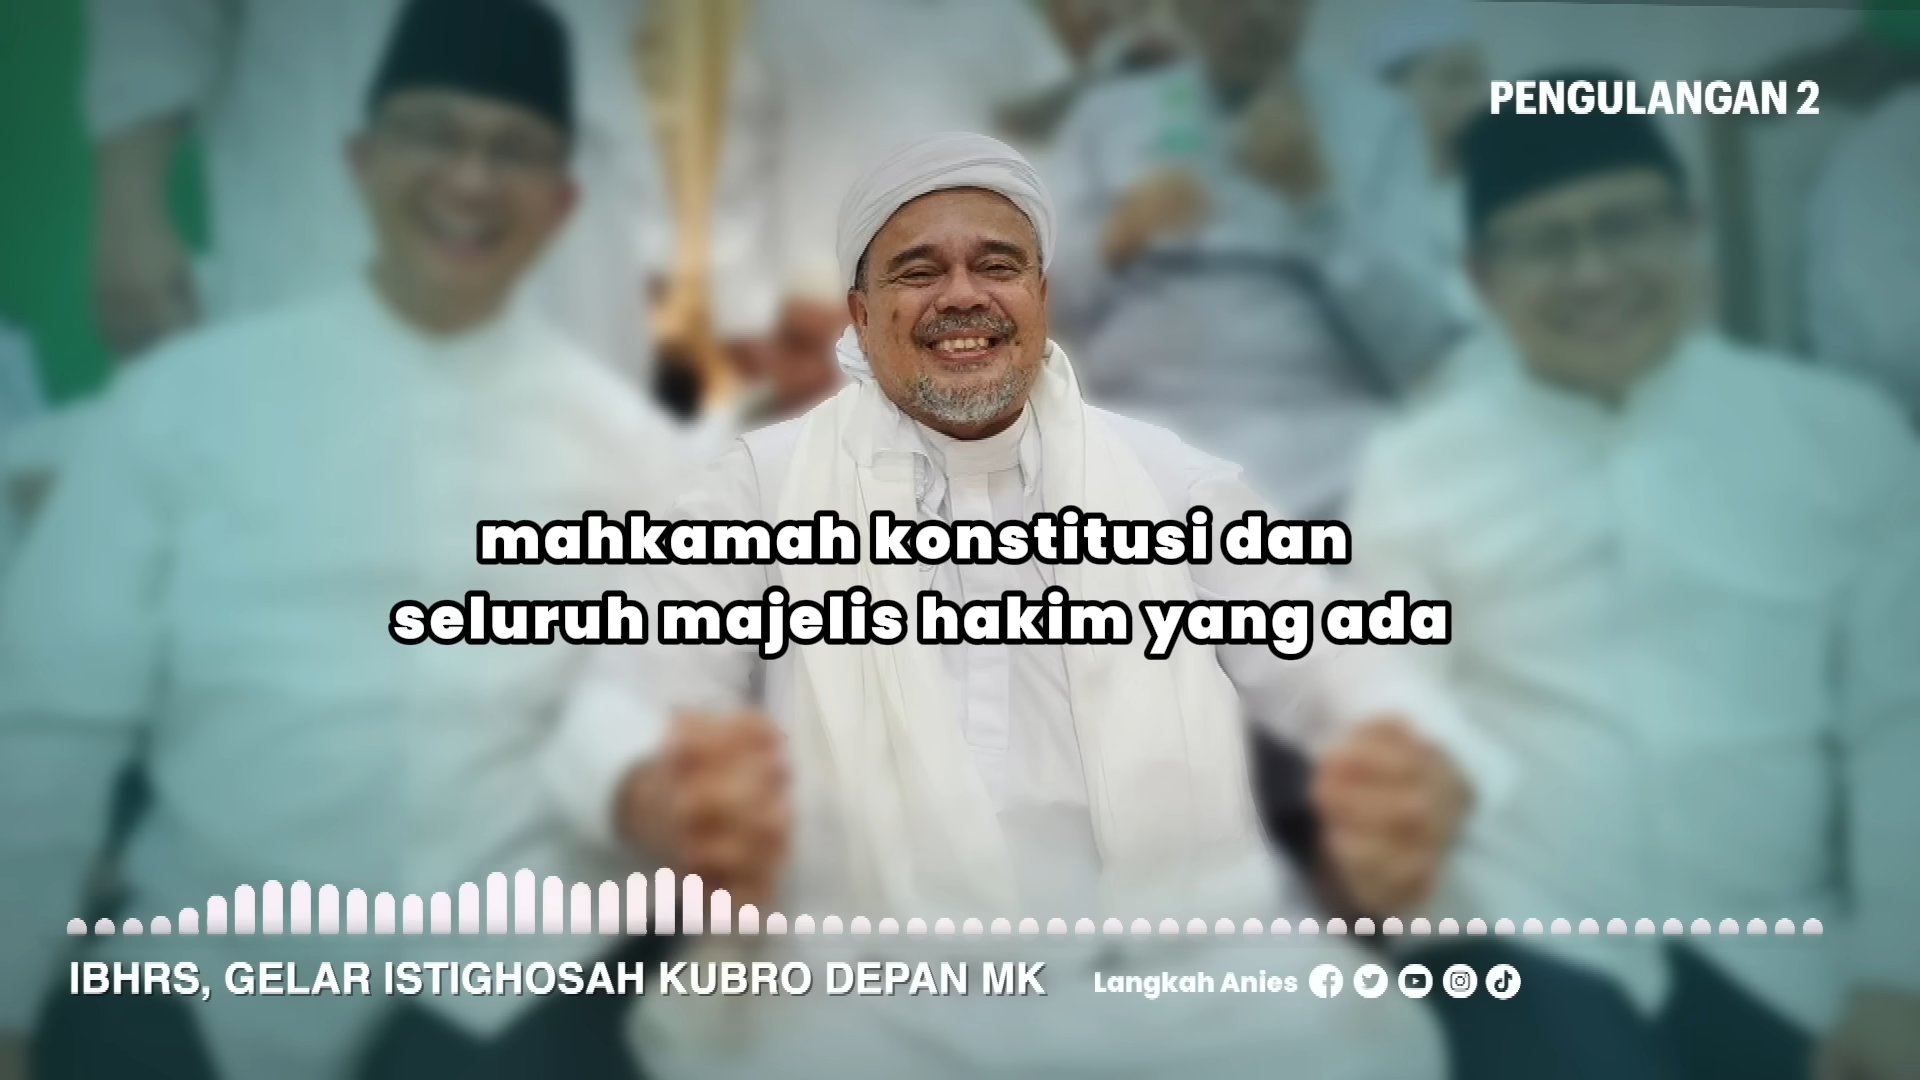 PENGULANGAN 2
mahkamah konstitusi dan
seluruh majelis hakim yang ada
IBHRS, GELAR ISTIGHOSAH KUBRO DEPAN MK
Langkah Anies